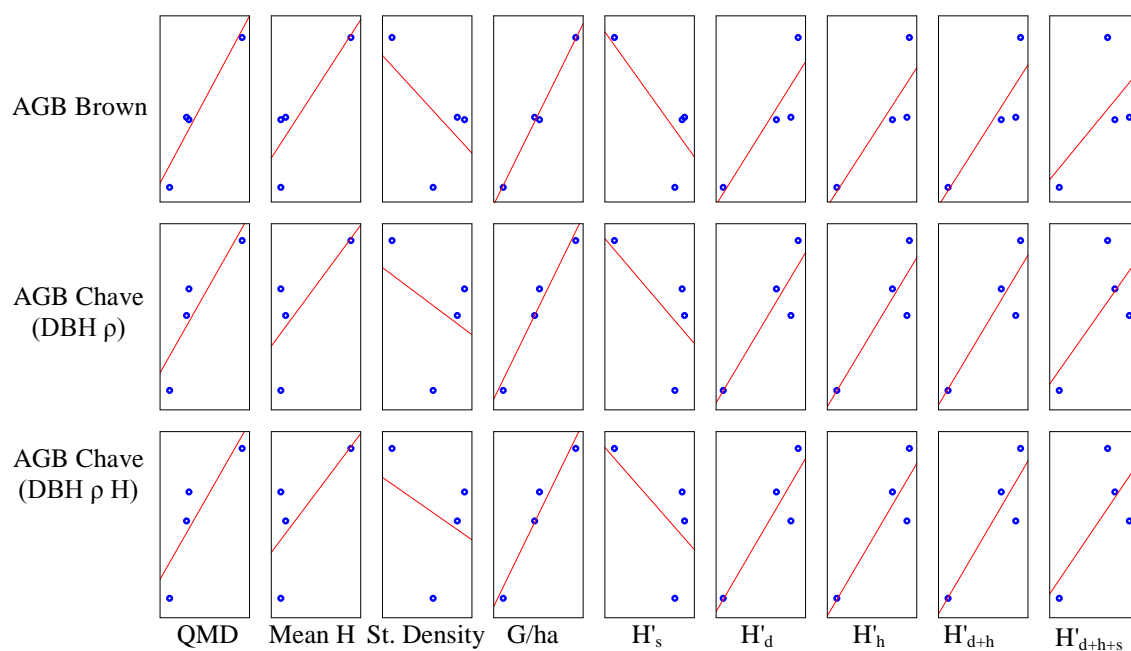 AGB Brown
AGB Chave
(DBH ρ)
AGB Chave
(DBH ρ H)
QMD Mean H St. Density G/ha H's H'd H'h H'd+h H'd+h+s